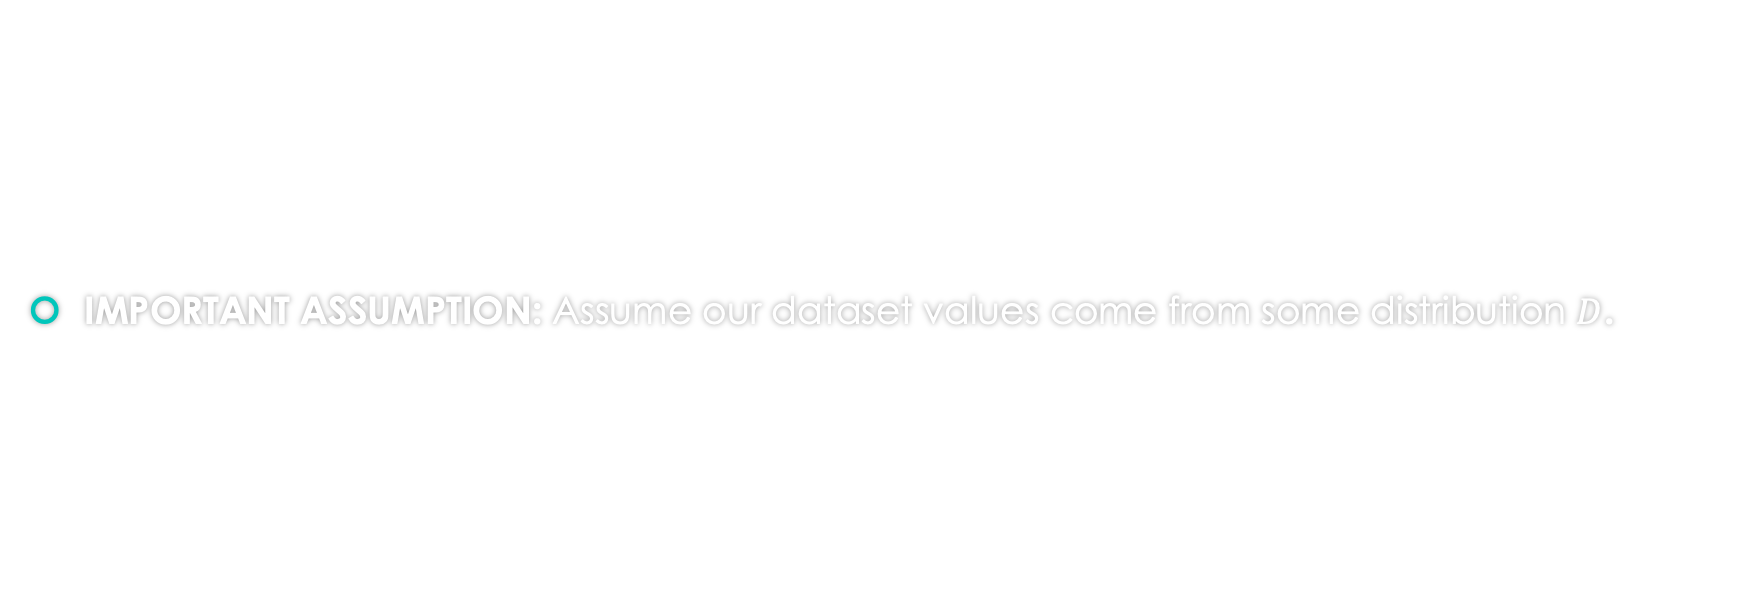 IMPORTANT ASSUMPTION: Assume our dataset values come from some distribution D.